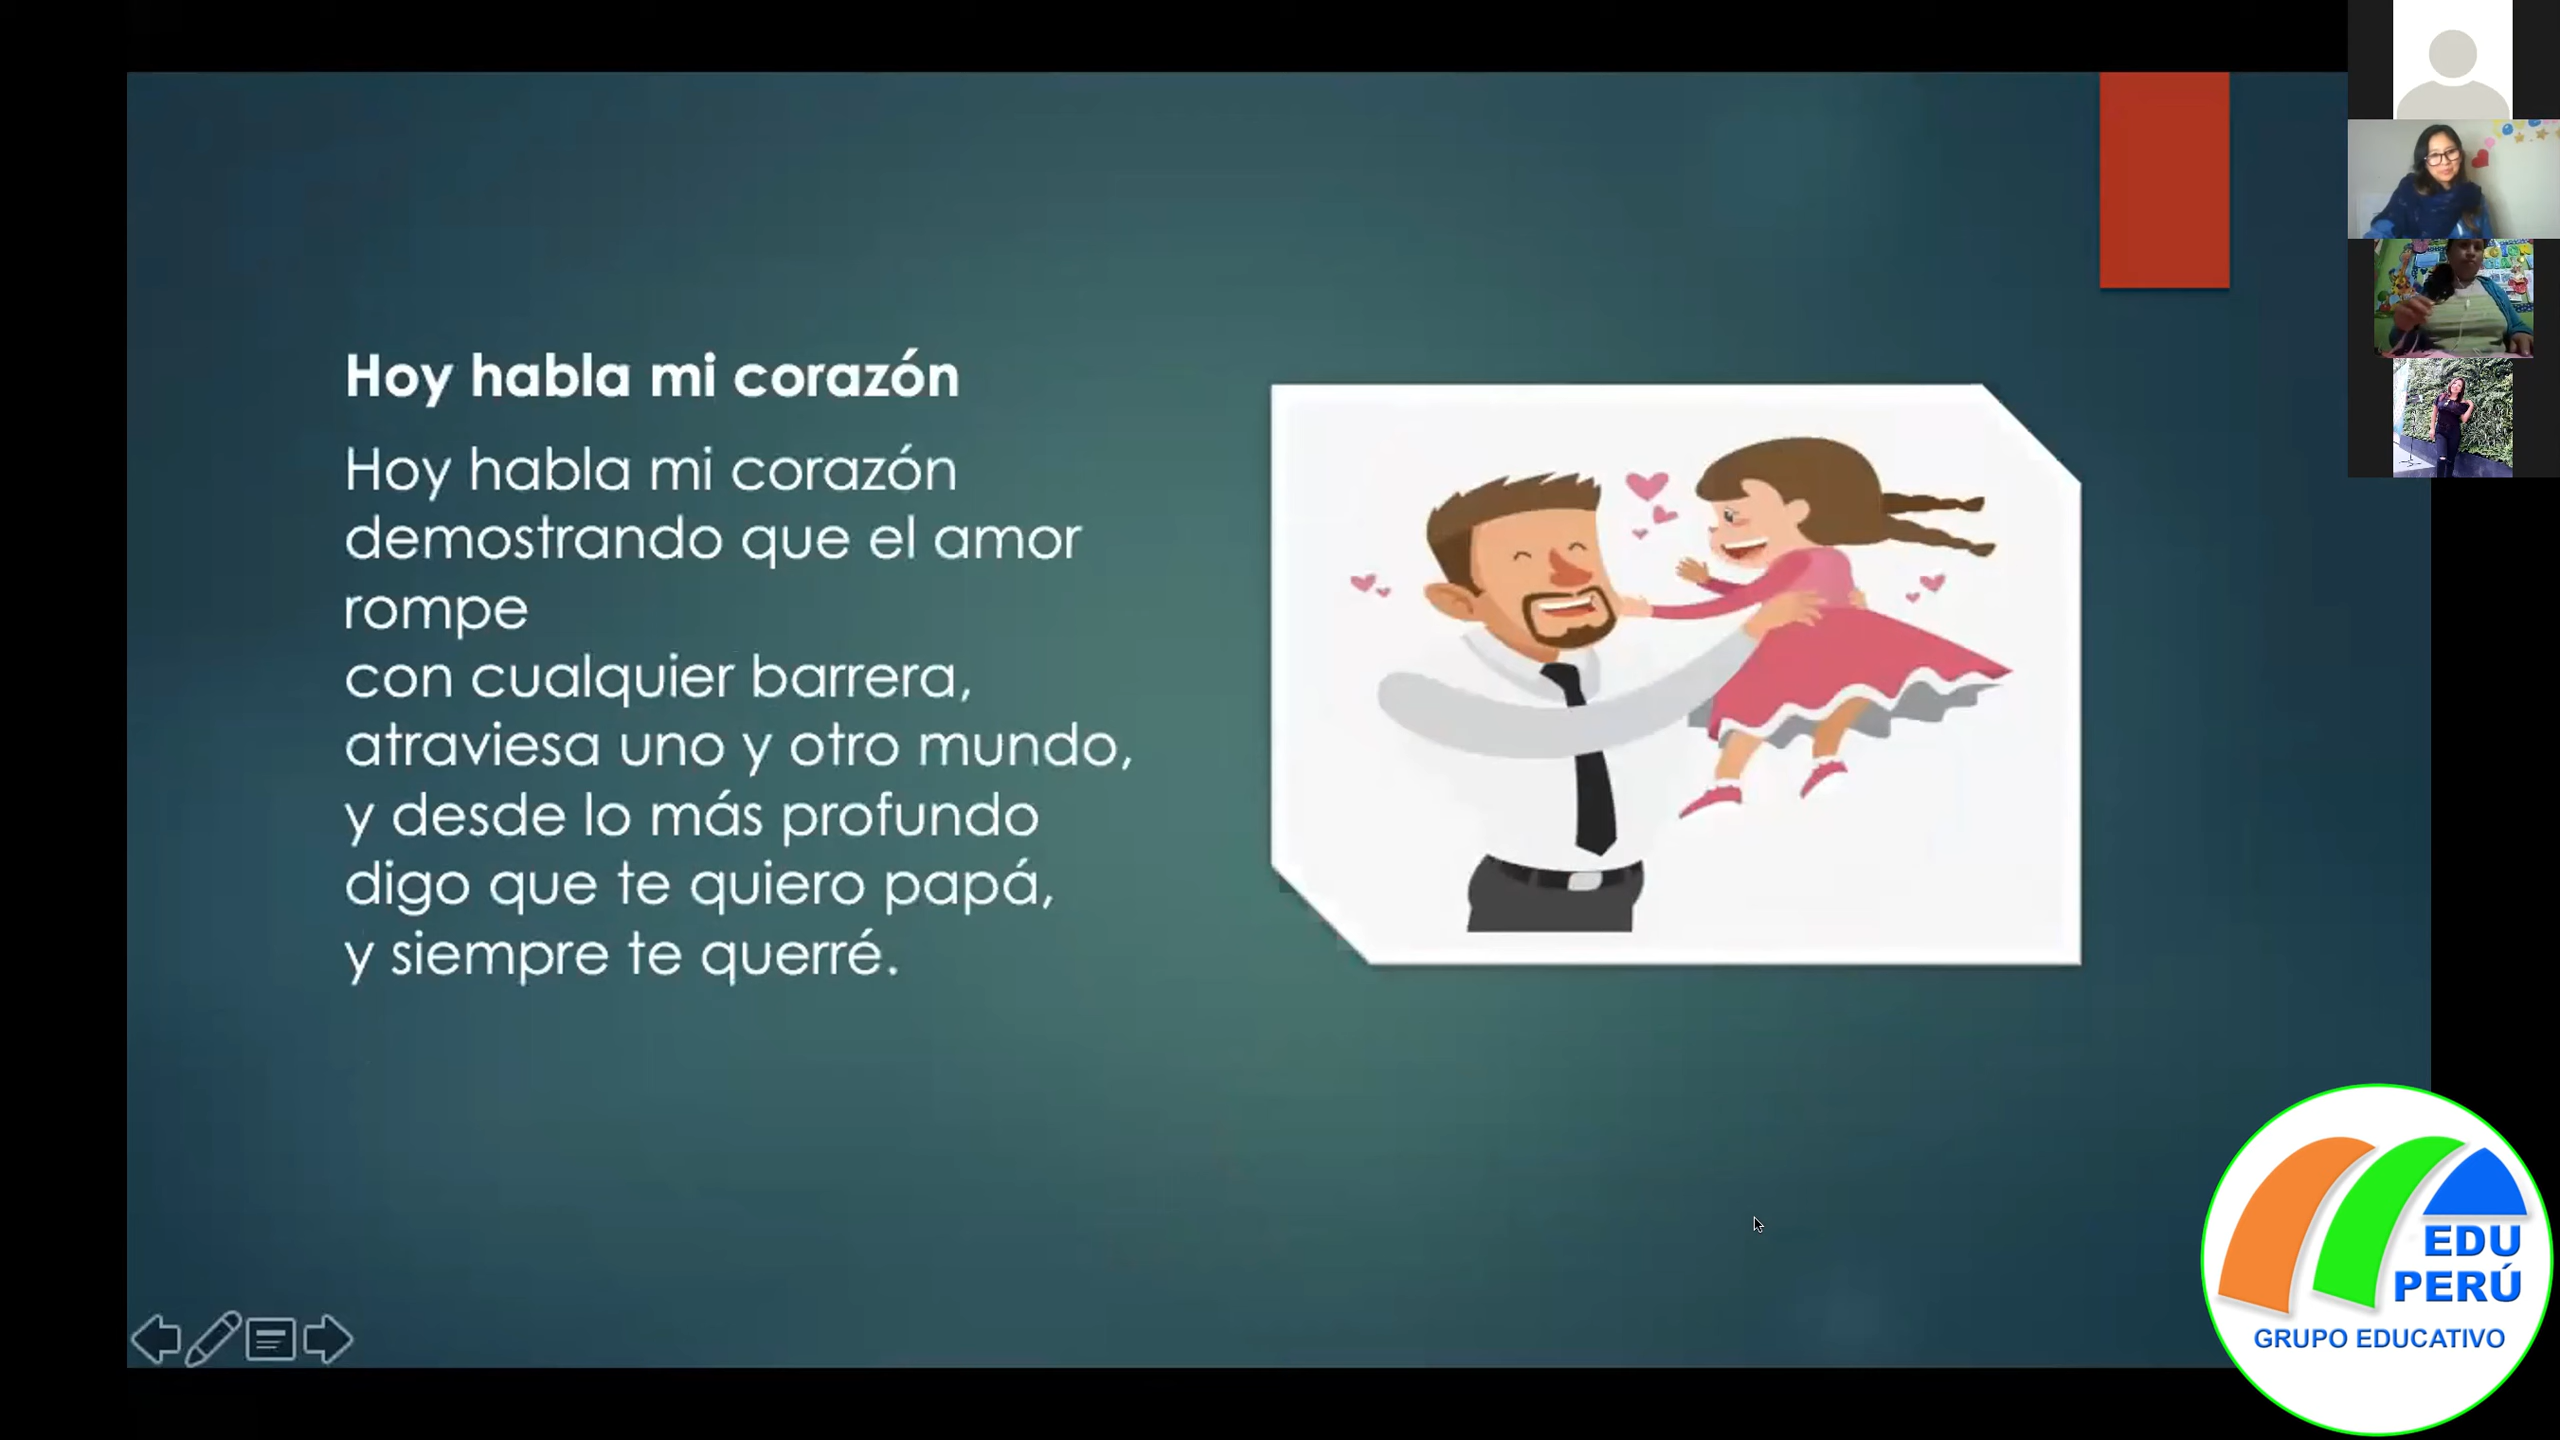 Hoy habla mi corazón
Hoy habla mi corazón
demostrando que el amor
rompe
con cualquier barrera,
atraviesa uno y otro mundo,
y desde lo más profundo
digo que te quiero papá,
y siempre te querré.
EDU
PERÚ
GRUPO EDUCATIVO